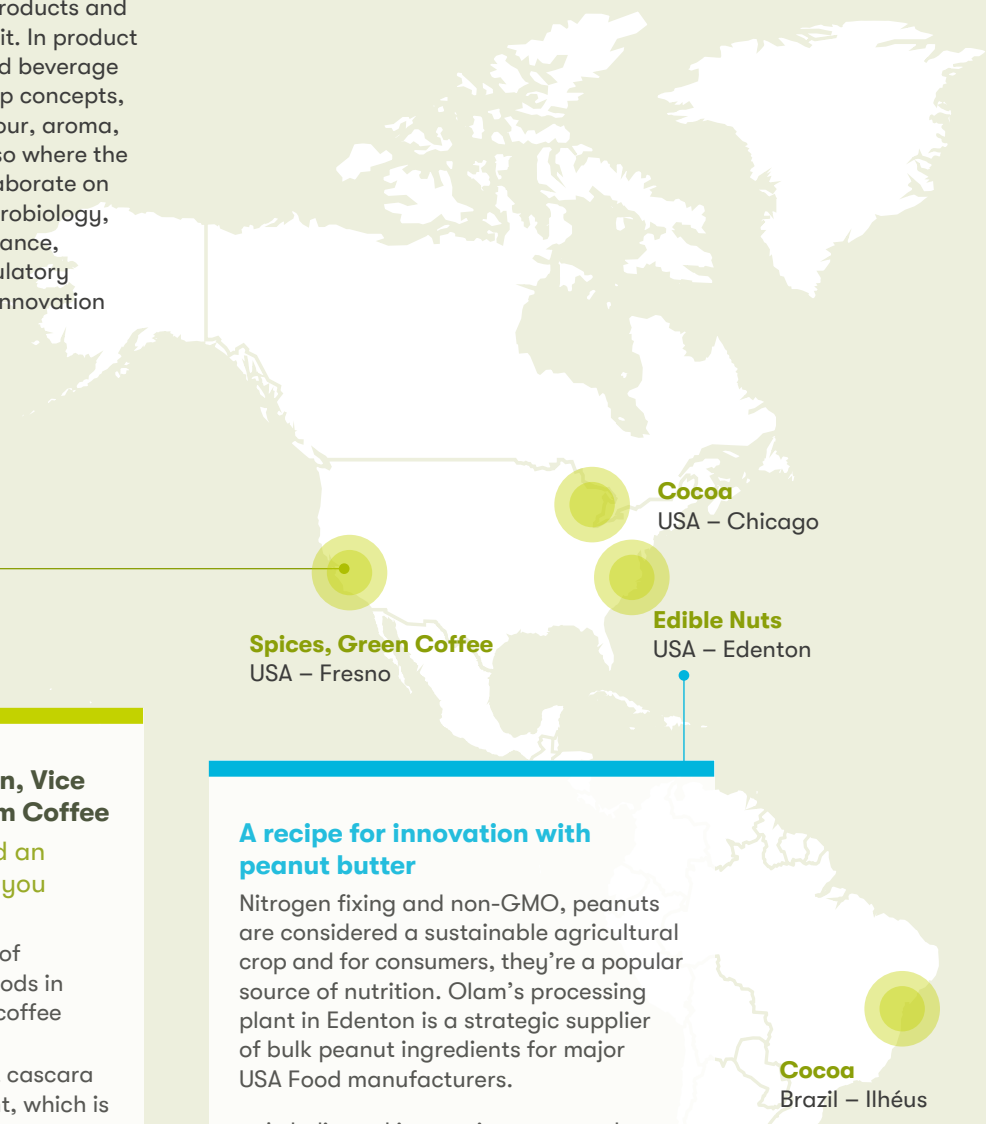 products and
it. In product
d beverage
p concepts,
our, aroma,
so where the
aborate on
robiology,
ance,
ulatory
nnovation
Cocoa
USA – Chicago
Edible Nuts
USA – Edenton
Spices, Green Coffee
USA – Fresno
n, Vice
m Coffee
d an
you
of
ods in
coffee
cascara
t, which is
A recipe for innovation with
peanut butter
Nitrogen fixing and non-GMO, peanuts
are considered a sustainable agricultural
crop and for consumers, they’re a popular
source of nutrition. Olam’s processing
plant in Edenton is a strategic supplier
of bulk peanut ingredients for major
USA Food manufacturers.
Cocoa
Brazil – Ilhéus